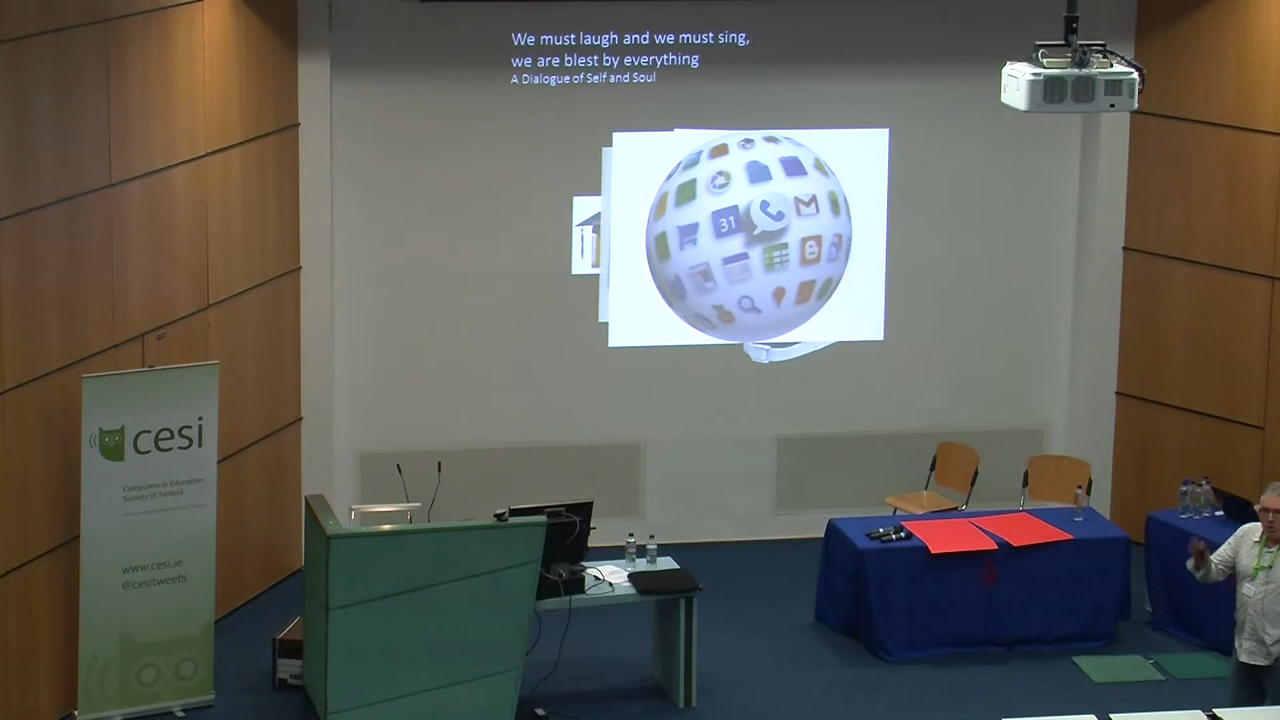 We must laugh and we must sing,
we are blest by everything
A Dialogue of Self and Soul
31
M
cesi
Computers in Education
Society of Ireland
www.cesi.ie
@cesitweets